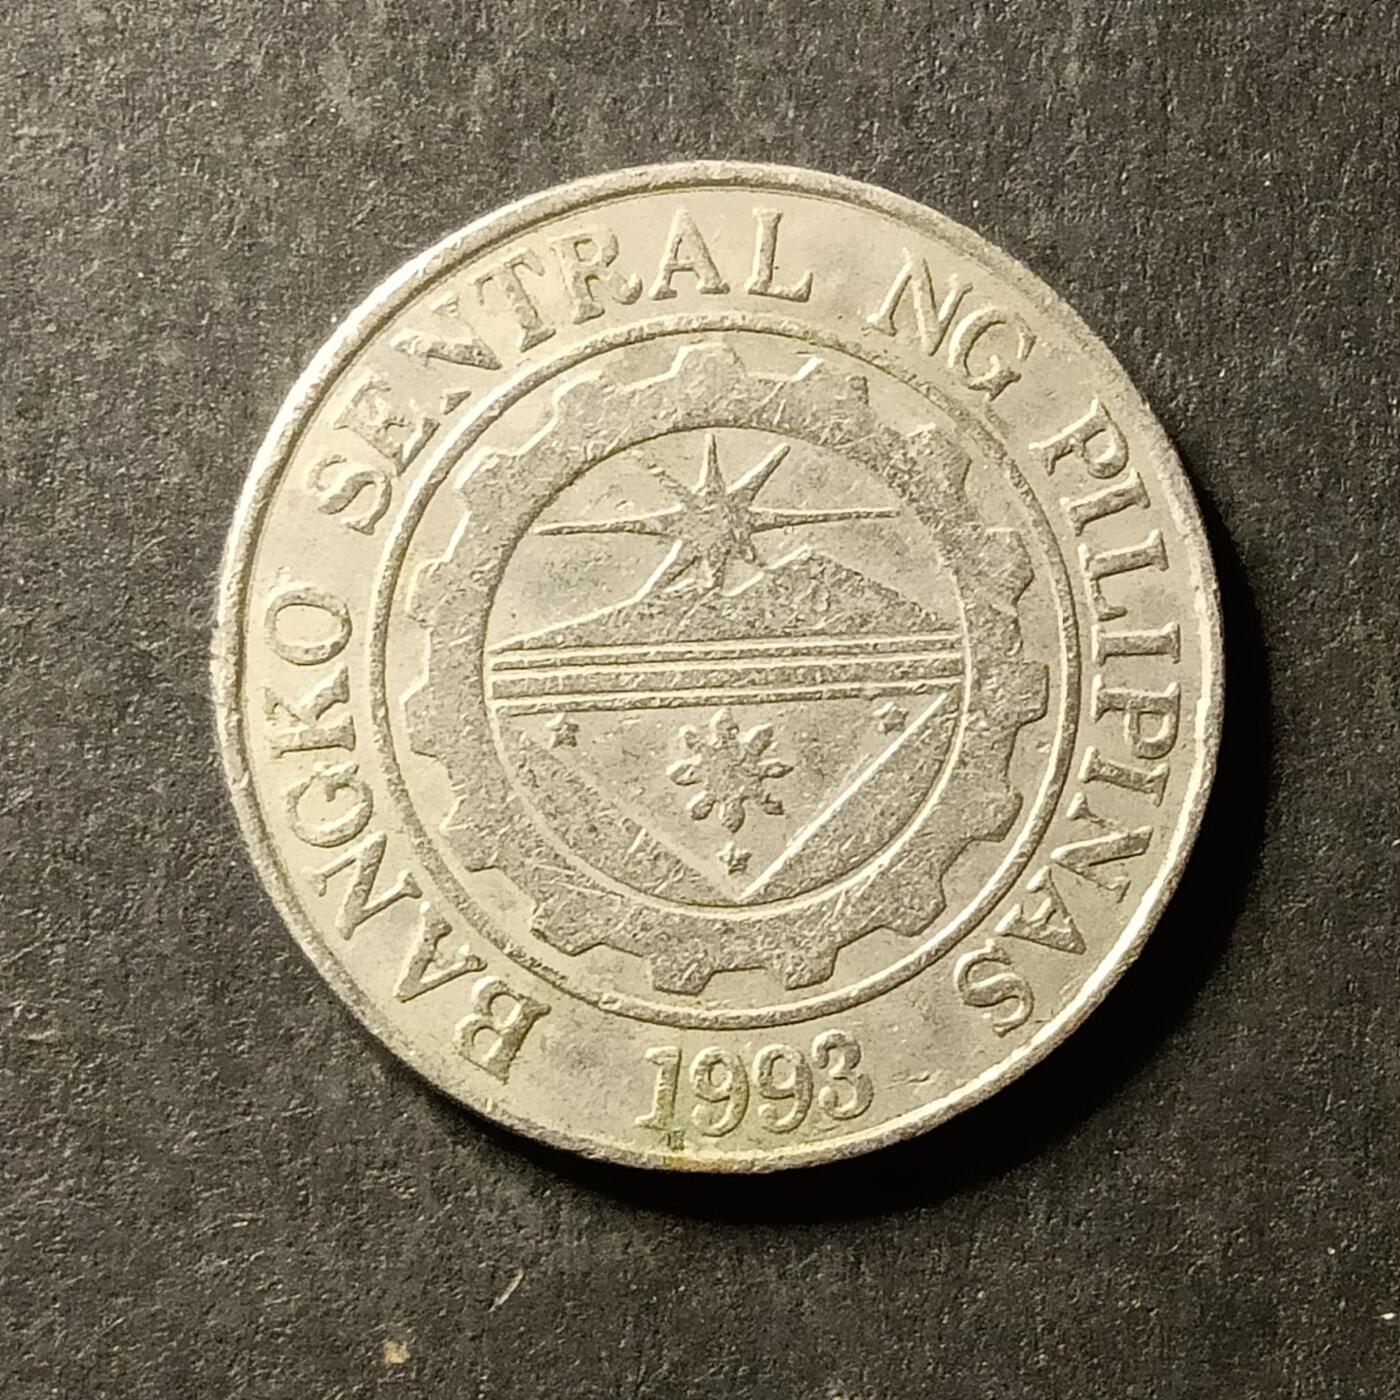 BANGKO SENTRAL NG PILIPINAS
1993